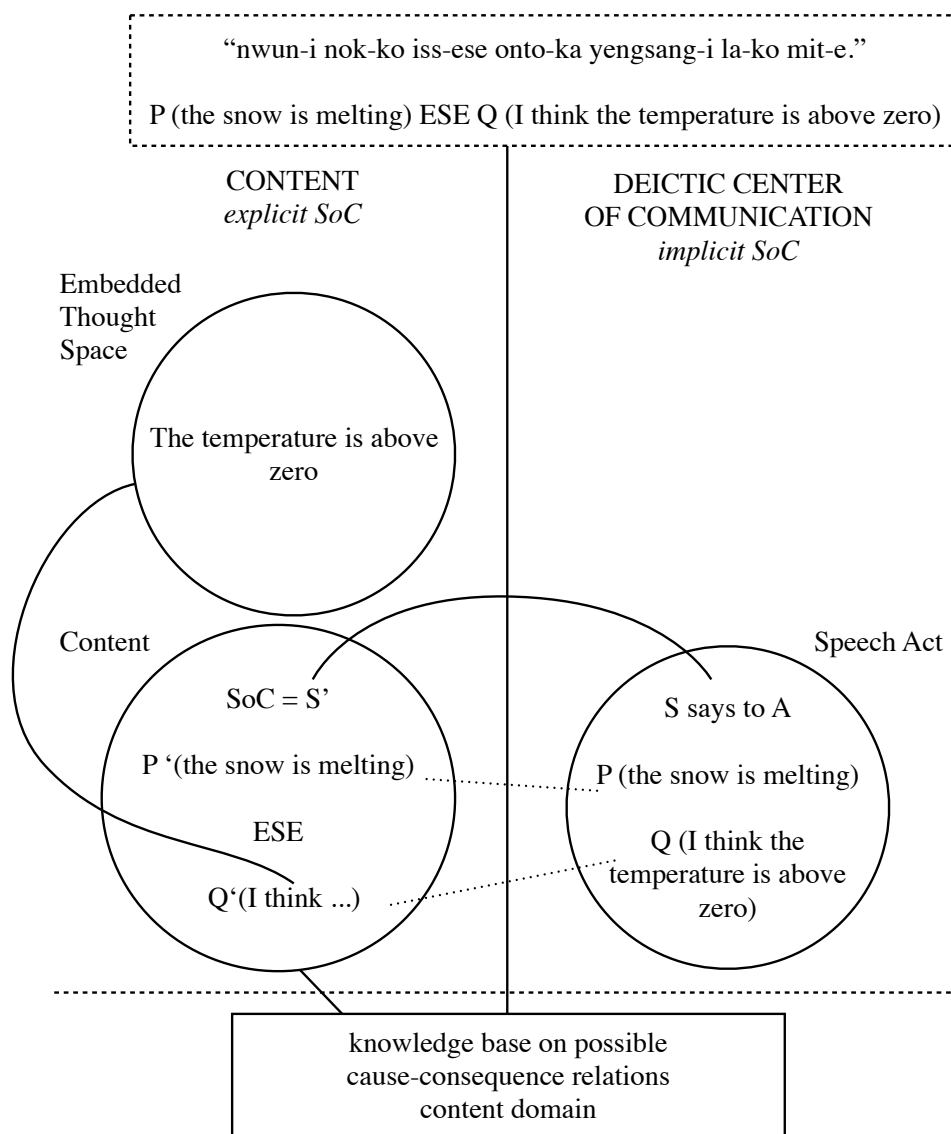 “nwun-i nok-ko iss-ese onto-ka yengsang-i la-ko mit-e.”
P (the snow is melting) ESE Q (I think the temperature is above zero)
CONTENT
explicit SoC
DEICTIC CENTER
OF COMMUNICATION
implicit SoC
Embedded
Thought
Space
The temperature is above
zero
Content
SoC = S’
P ‘(the snow is melting)
ESE
Q‘(I think ...)
Speech Act
S says to A
P (the snow is melting)
Q (I think the
temperature is above
zero)
knowledge base on possible
cause-consequence relations
content domain